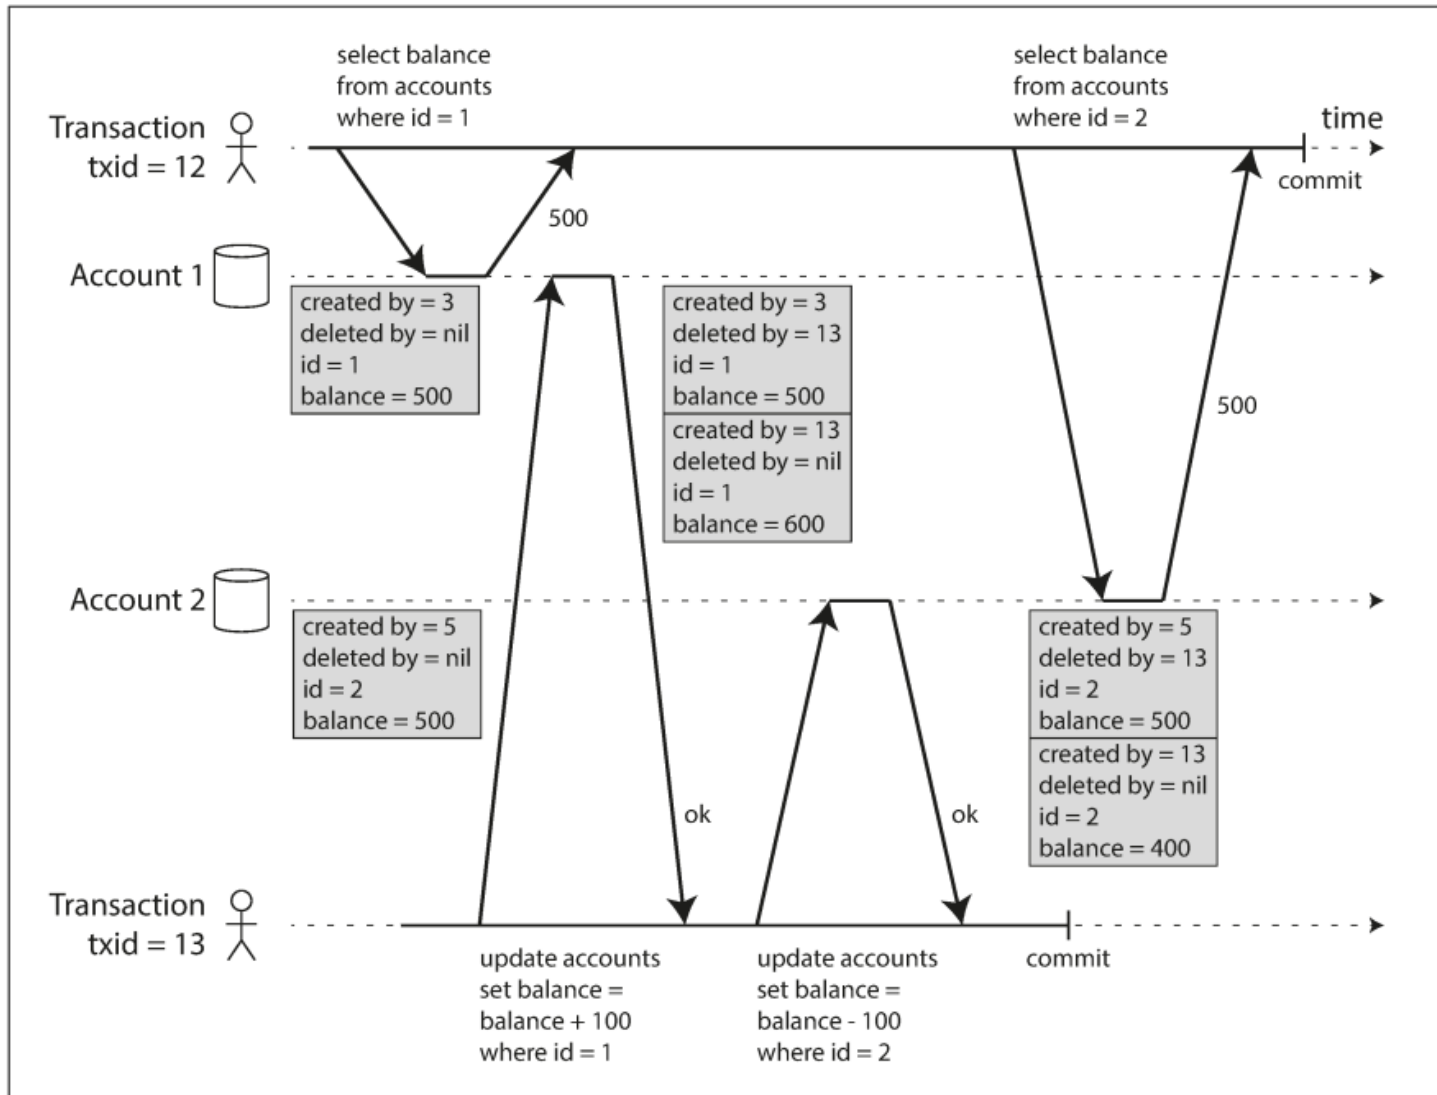 select balance
from accounts
where id = 1
select balance
from accounts
where id = 2
time
Transaction
txid = 12
commit
500
Account 1
created by = 3
deleted by = nil
id = 1
balance = 500
created by = 3
deleted by = 13
id = 1
balance = 500
created by = 13
deleted by = nil
id = 1
balance = 600
500
Account 2
created by = 5
deleted by = nil
id = 2
balance = 500
created by = 5
deleted by = 13
id = 2
balance = 500
created by = 13
deleted by = nil
id = 2
balance = 400
ok
ok
Transaction
txid = 13
update accounts
set balance =
balance + 100
where id = 1
update accounts
set balance =
balance - 100
where id = 2
commit